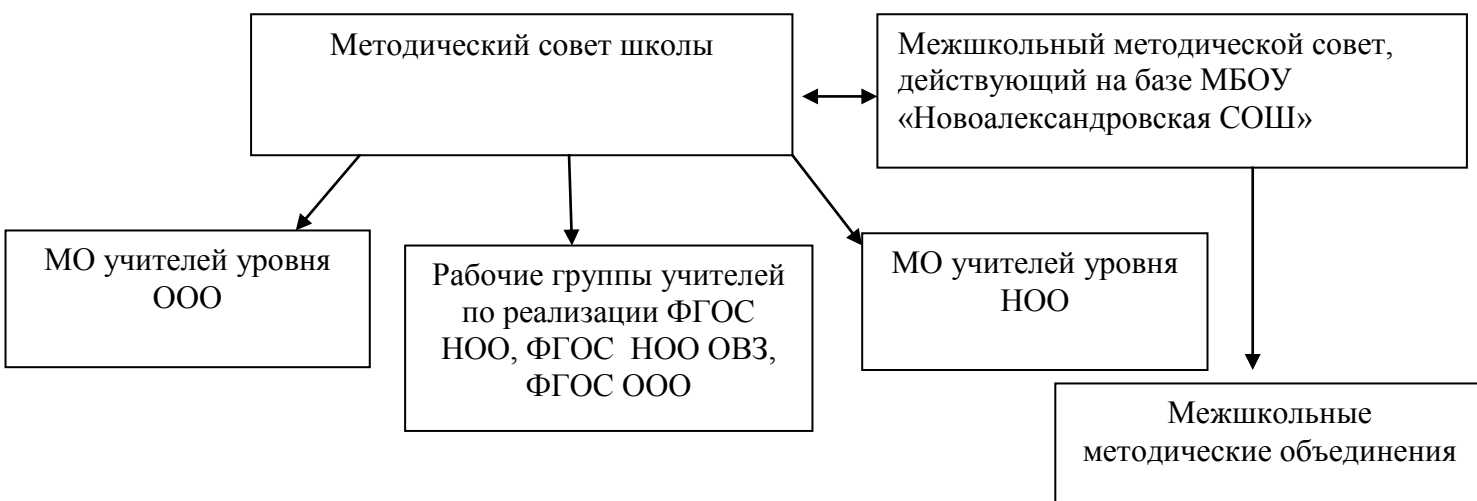 Методический совет школы
Межшкольный методической совет,
действующий на базе МБОУ
«Новоалександровская СОШ»
МО учителей уровня
ООО
Рабочие группы учителей
по реализации ФГОС
НОО, ФГОС НОО ОВЗ,
ФГОС ООО
МО учителей уровня
НОО
Межшкольные
методические объединения